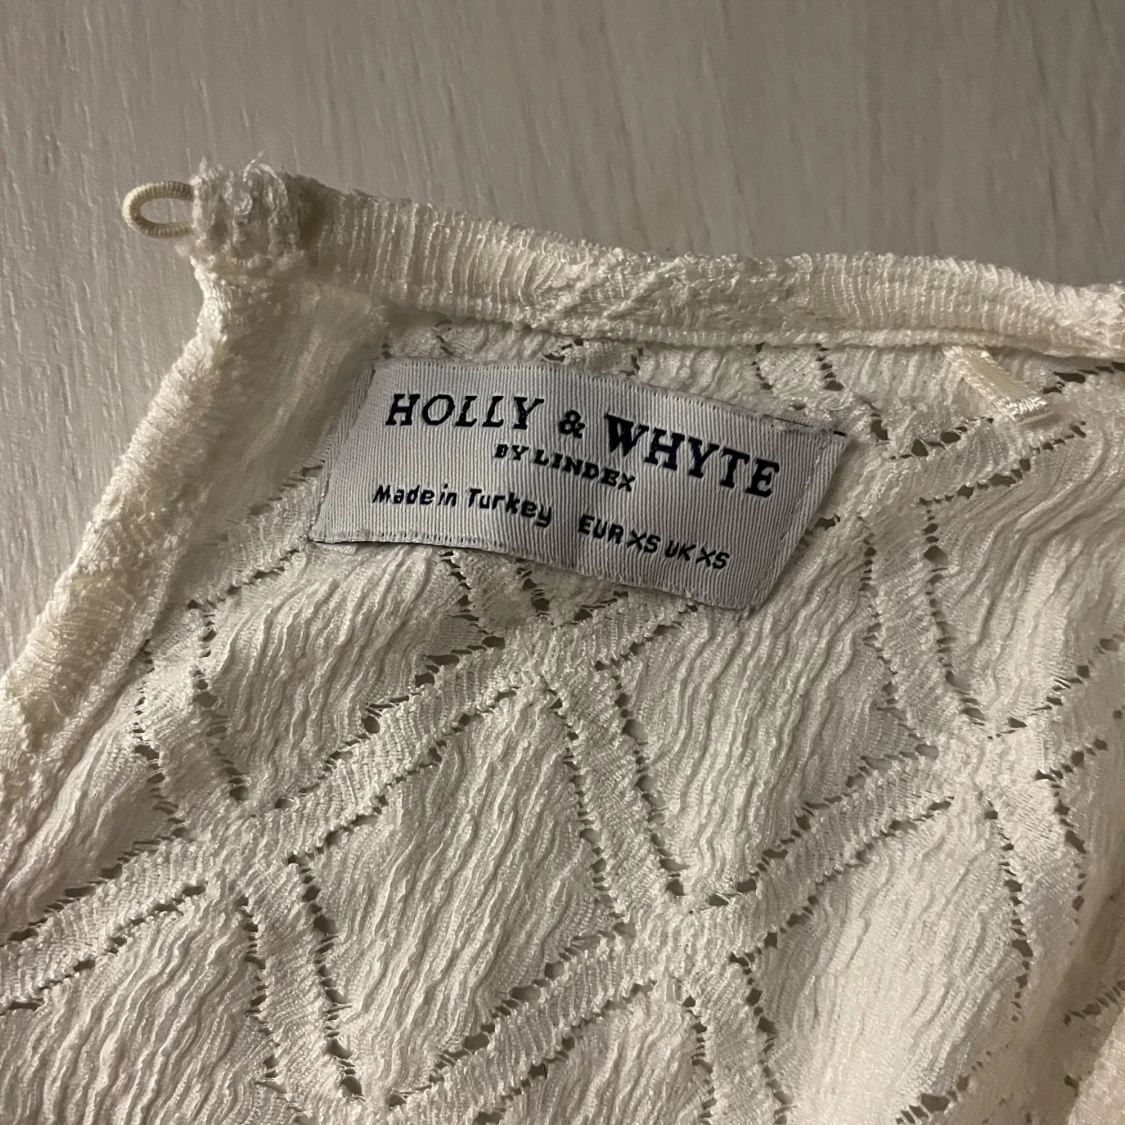 HOLLY & WHYTE
BY LINDEX
Made in Turkey EUR XS UK XS